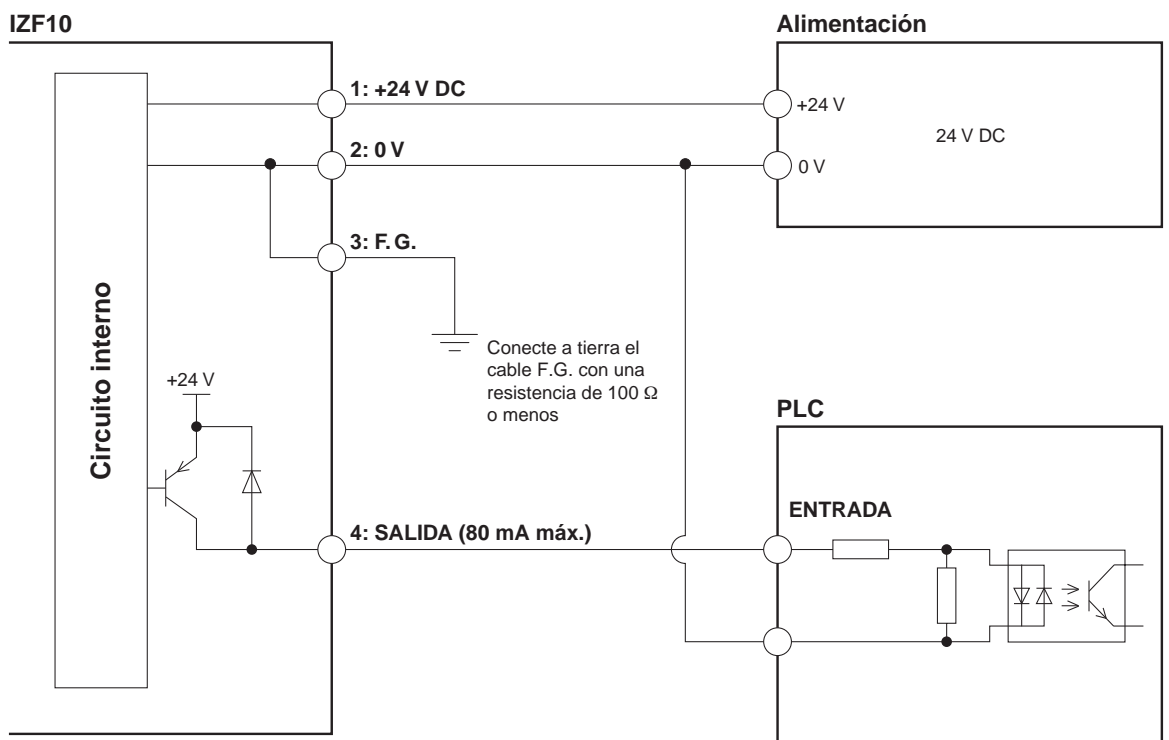 IZF10
Alimentación
1: +24 V DC
+24 V
24 V DC
2: 0 V
0 V
3: F. G.
Circuito interno
Conecte a tierra el
cable F.G. con una
resistencia de 100 Ω
o menos
+24 V
PLC
ENTRADA
4: SALIDA (80 mA máx.)